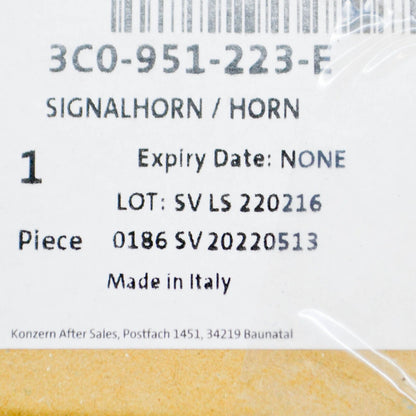 3C0-951-223-E
SIGNALHORN / HORN
1 Expiry Date: NONE
LOT: SV LS 220216
Piece 0186 SV 20220513
Made in Italy
Konzern After Sales, Postfach 1451, 34219 Baunatal